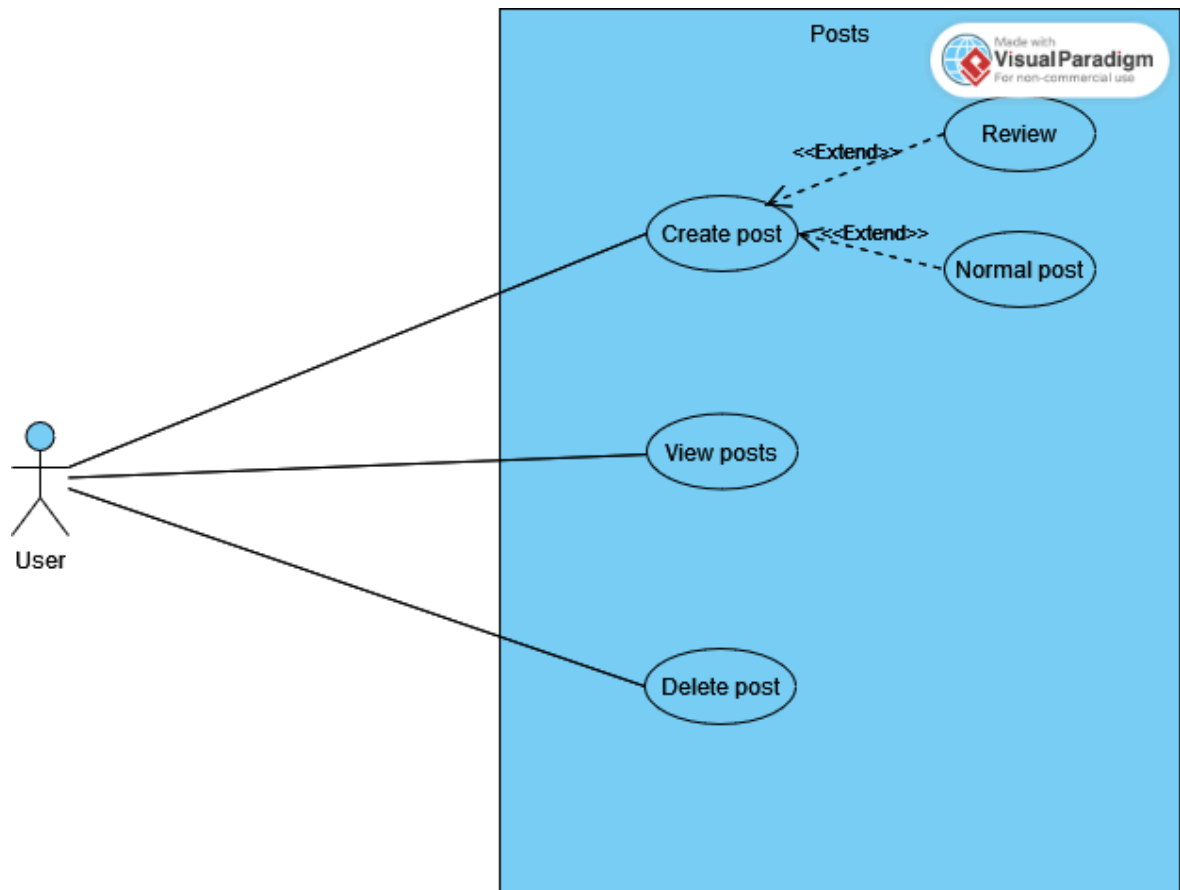 Posts
Made with
Visual Paradigm
For non-commercial use
Review
<<Extend>>
Create post
<<Extend>>
Normal post
View posts
User
Delete post